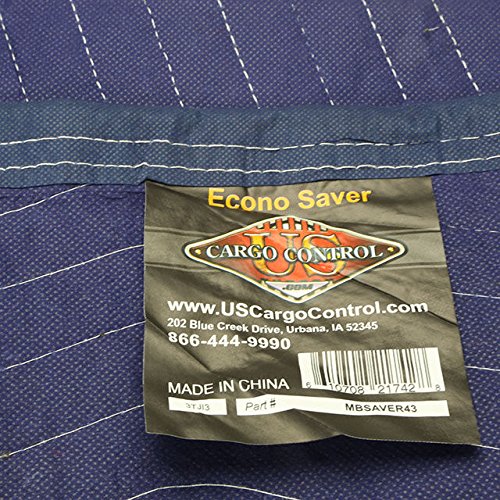 Econo Saver
US
CARGO CONTROL
.COM
www.USCargoControl.com
202 Blue Creek Drive, Urbana, IA 52345
866-444-9990
6 10708 21742 8
MADE IN CHINA
3TJI3 Part # MBSAVER43